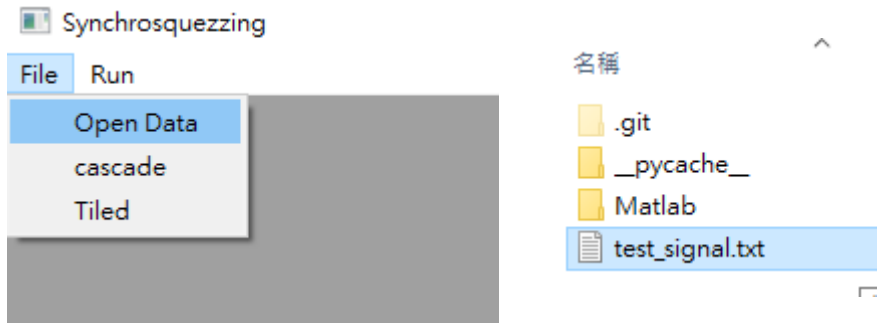 Synchrosquezzing
File Run
Open Data
cascade
Tiled
名稱
.git
__pycache__
Matlab
test_signal.txt